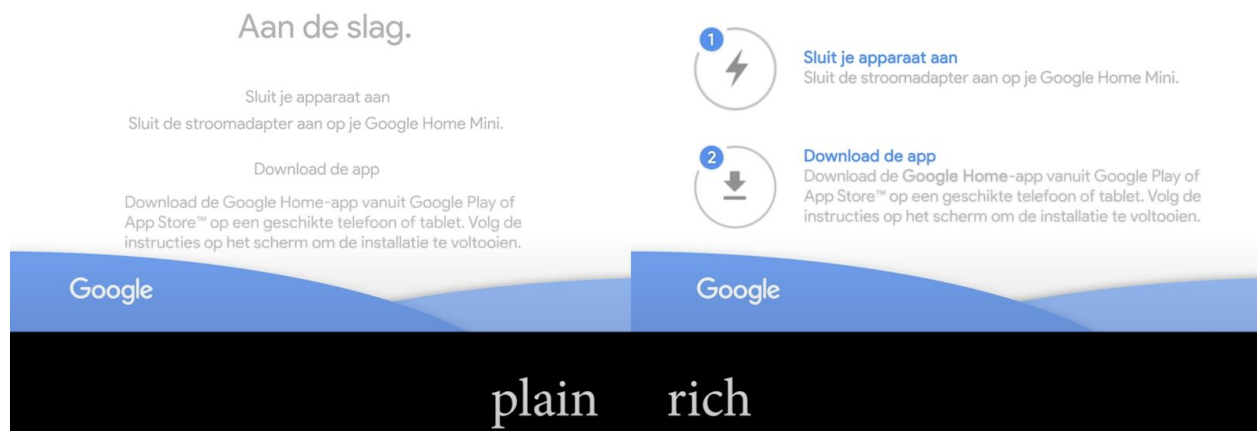 Aan de slag.
Sluit je apparaat aan
Sluit de stroomadapter aan op je Google Home Mini.
Download de app
Download de Google Home-app vanuit Google Play of
App Store™ op een geschikte telefoon of tablet. Volg de
instructies op het scherm om de installatie te voltooien.
Google
1
Sluit je apparaat aan
Sluit de stroomadapter aan op je Google Home Mini.
2
Download de app
Download de Google Home-app vanuit Google Play of
App Store™ op een geschikte telefoon of tablet. Volg de
instructies op het scherm om de installatie te voltooien.
Google
plain
rich